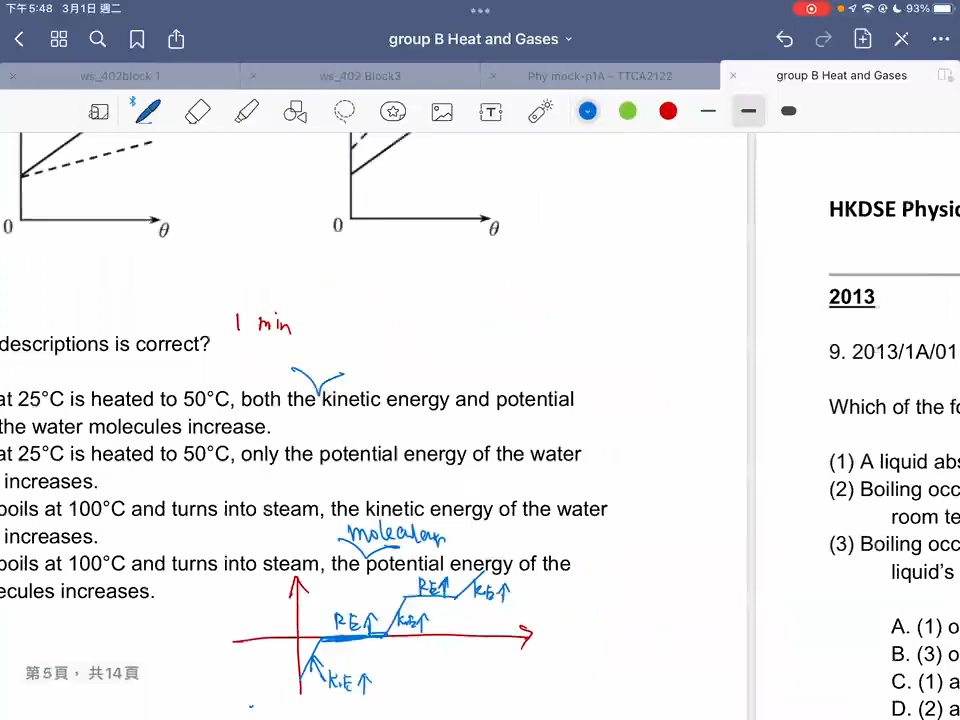 下午5:48 3月1日 週二
93%
group B Heat and Gases
ws_402block 1
ws_402 Block3
Phy mock-p1A – TTCA2122
group B Heat and Gases
0 θ
0 θ
1 min
descriptions is correct?
at 25°C is heated to 50°C, both the kinetic energy and potential
the water molecules increase.
at 25°C is heated to 50°C, only the potential energy of the water
increases.
boils at 100°C and turns into steam, the kinetic energy of the water
increases.
molecular
boils at 100°C and turns into steam, the potential energy of the
ecules increases.
P.E↑ K.E↑
P.E↑ K.E↑
K.E↑
第5頁，共14頁
HKDSE Physic
2013
9. 2013/1A/01
Which of the fo
(1) A liquid abs
(2) Boiling occ
room te
(3) Boiling occ
liquid’s
A. (1) o
B. (3) o
C. (1) a
D. (2) a